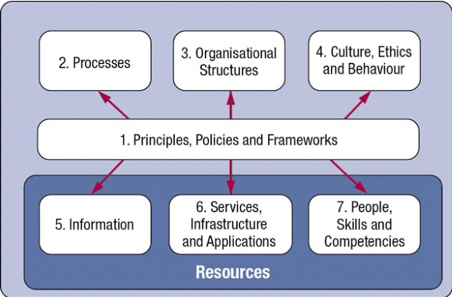 2. Processes
3. Organisational
Structures
4. Culture, Ethics
and Behaviour
1. Principles, Policies and Frameworks
5. Information
6. Services,
Infrastructure
and Applications
7. People,
Skills and
Competencies
Resources